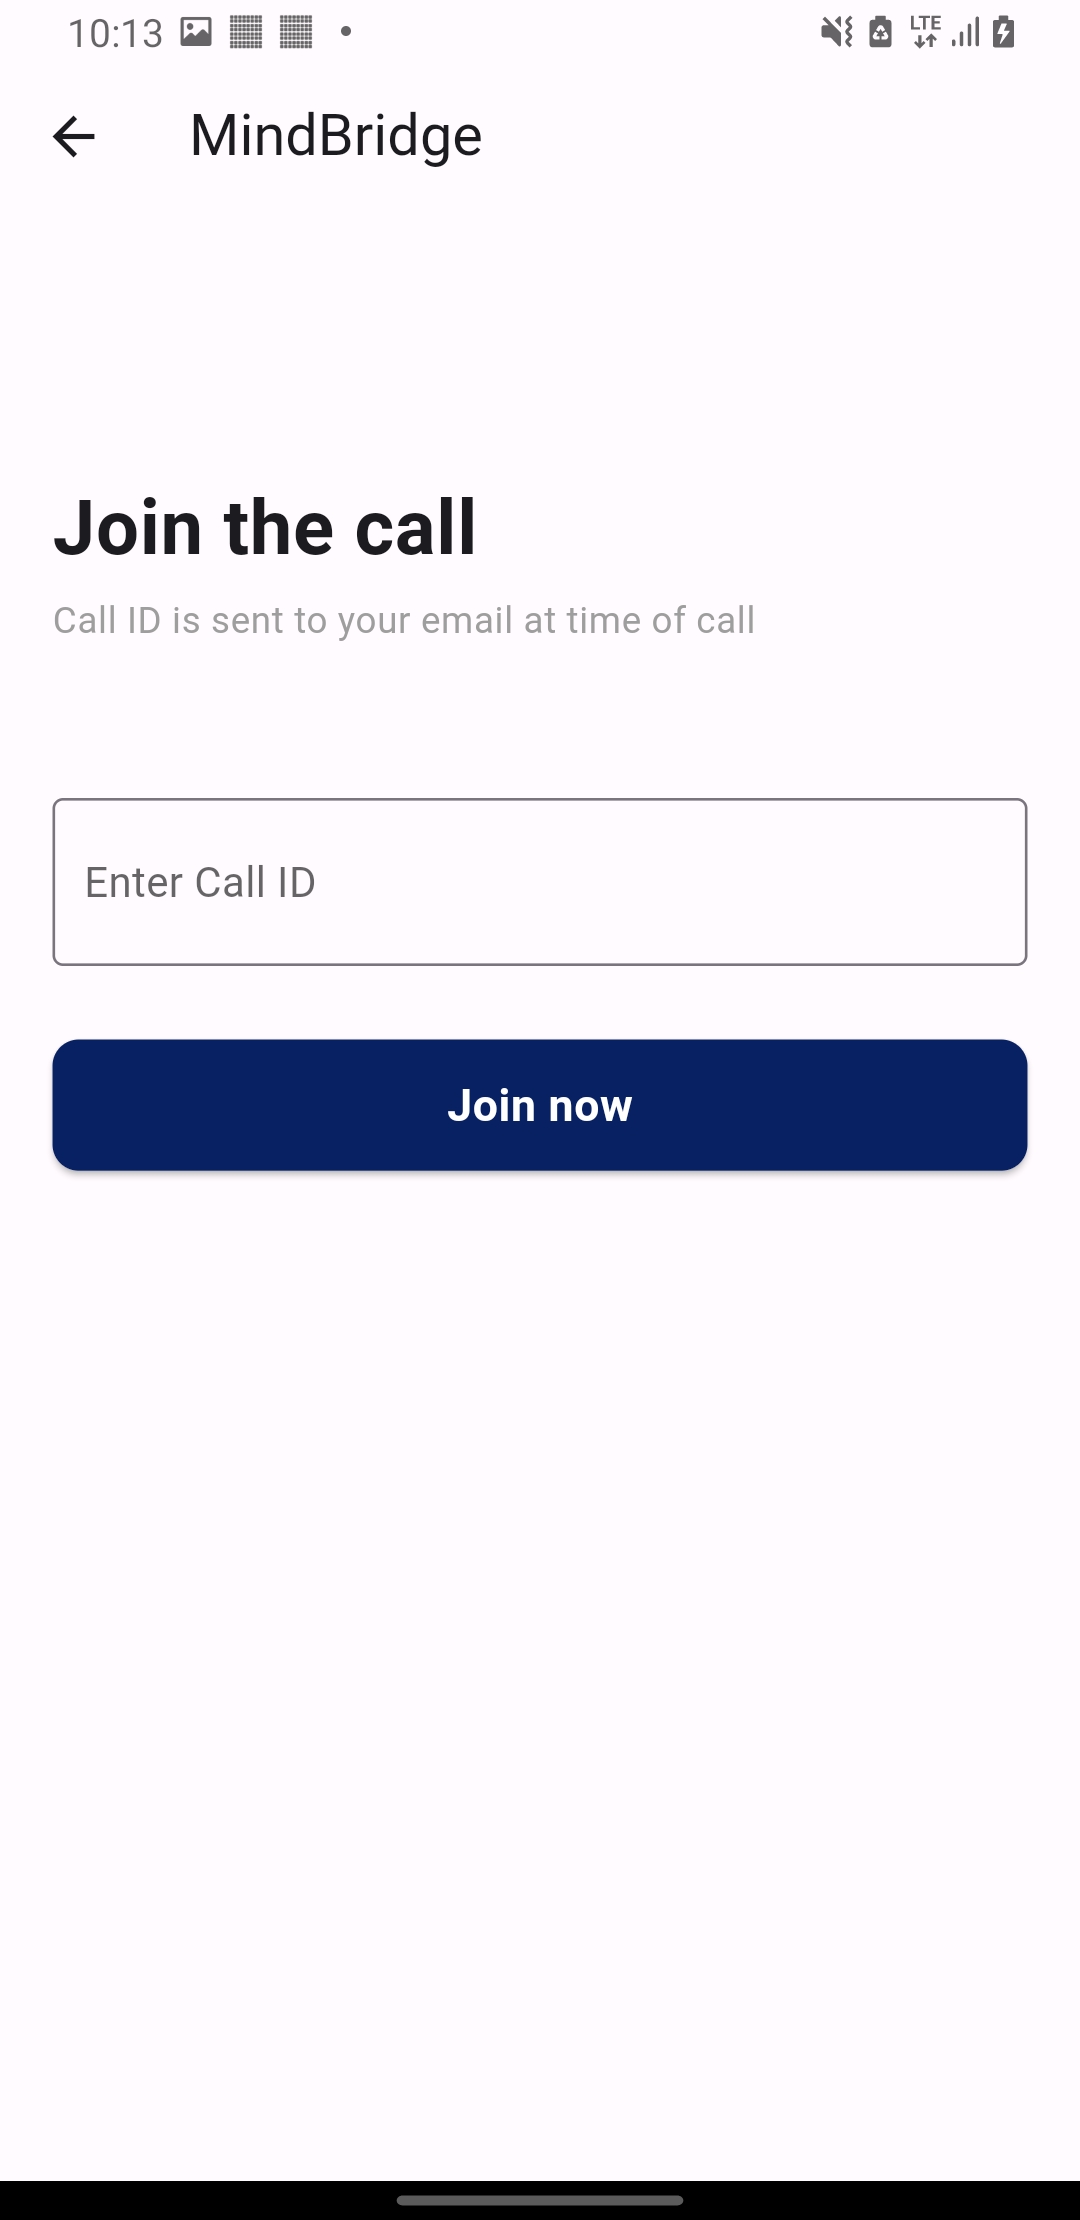 10:13
LTE
MindBridge
Join the call
Call ID is sent to your email at time of call
Enter Call ID
Join now